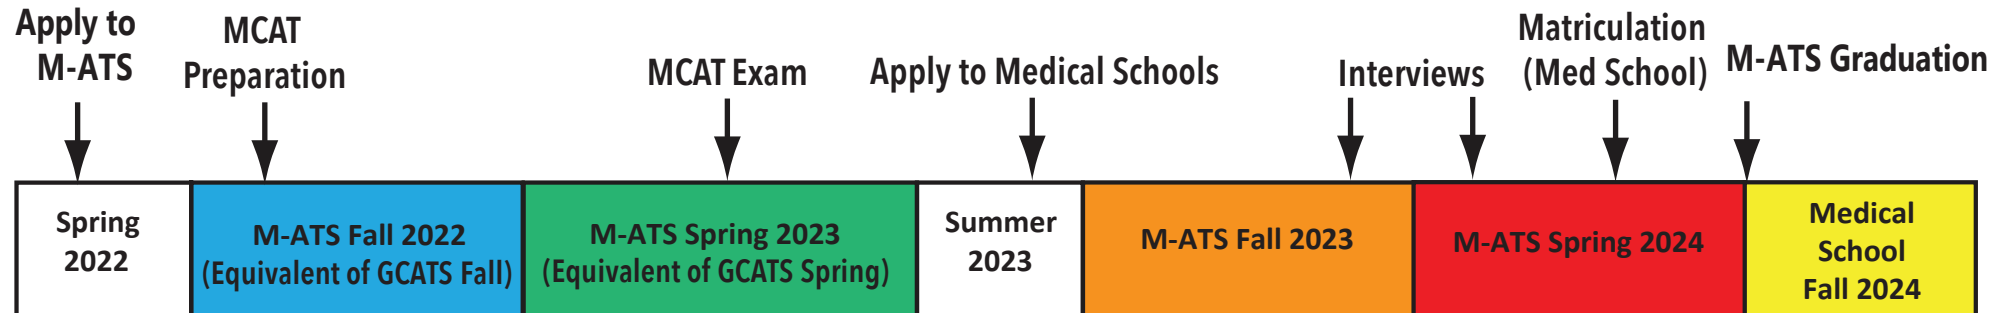 Apply to
M-ATS
MCAT
Preparation
MCAT Exam
Apply to Medical Schools
Interviews
Matriculation
(Med School)
M-ATS Graduation
Spring
2022
M-ATS Fall 2022
(Equivalent of GCATS Fall)
M-ATS Spring 2023
(Equivalent of GCATS Spring)
Summer
2023
M-ATS Fall 2023
M-ATS Spring 2024
Medical
School
Fall 2024